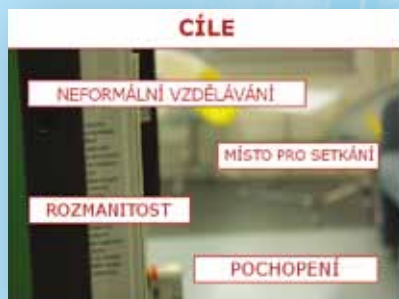 CÍLE
NEFORMÁLNÍ VZDĚLÁVÁNÍ
MÍSTO PRO SETKÁNÍ
ROZMANITOST
POCHOPENÍ